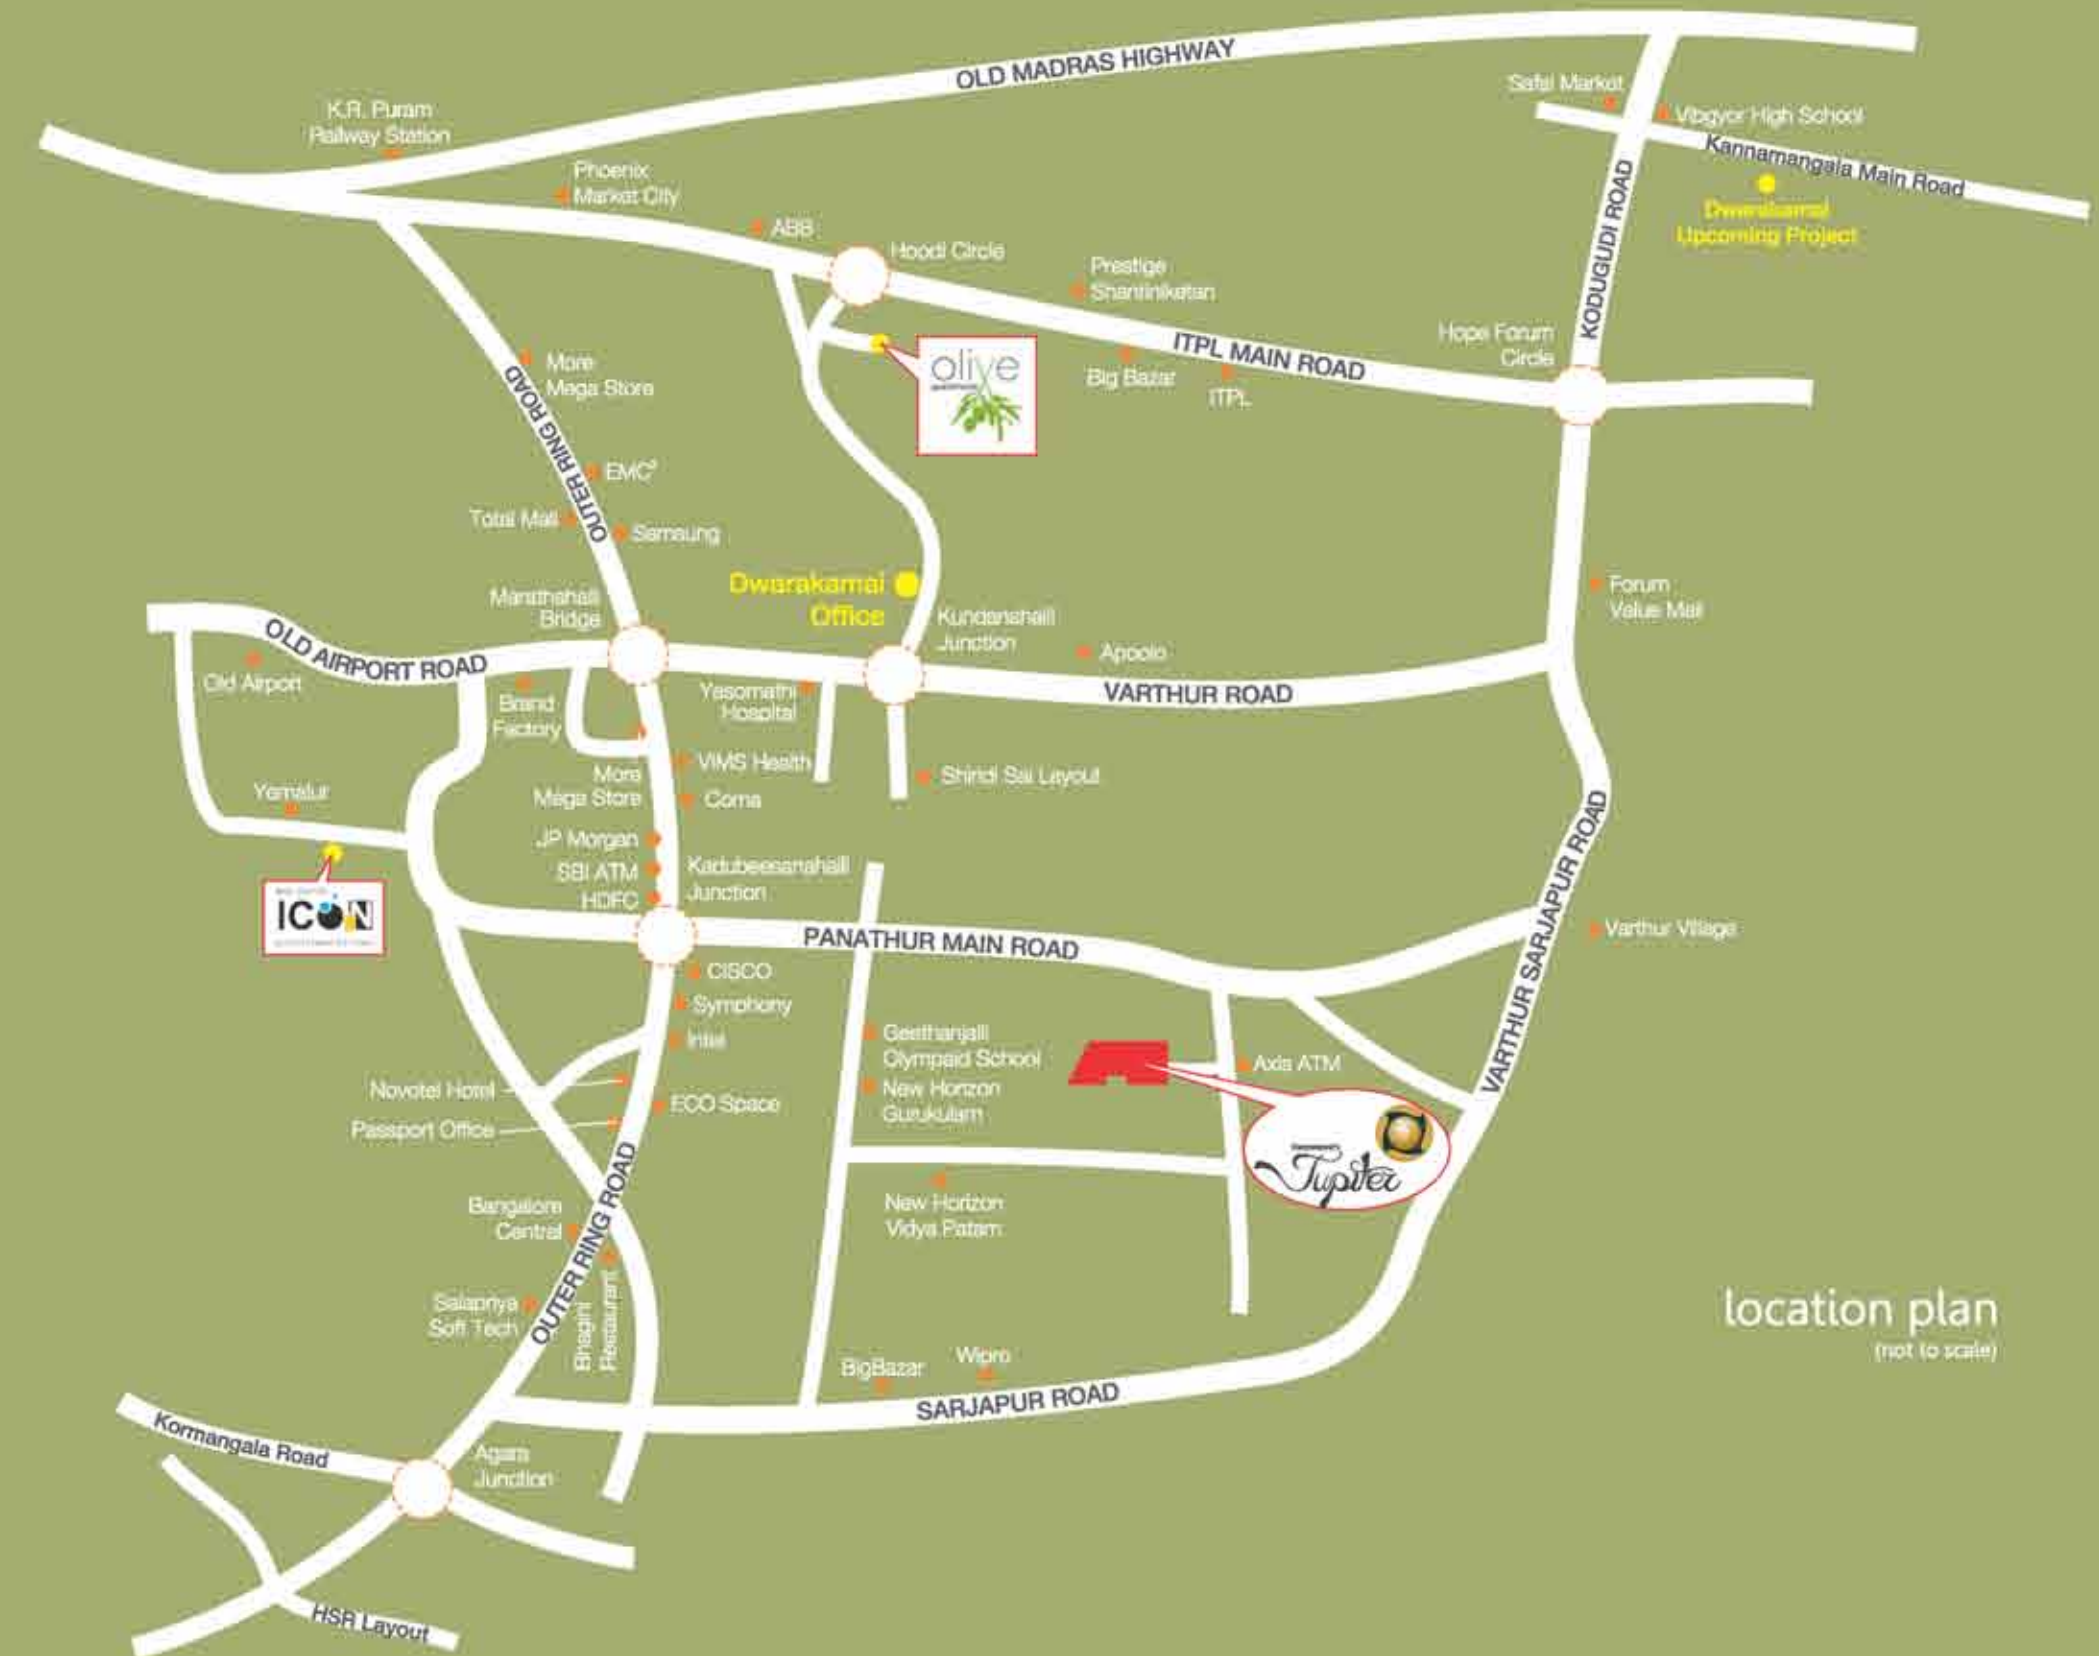 OLD MADRAS HIGHWAY
Safal Market
K.R. Puram
Railway Station
Vibgyor High School
Kannamangala Main Road
Phoenix
Market City
KODUGUDI ROAD
Dwarakamai
Upcoming Project
ABB
Hoodi Circle
Prestige
Shantiniketan
Hope Forum
Circle
ITPL MAIN ROAD
More
Mega Store
olive
Big Bazar
ITPL
OUTER RING ROAD
EMC²
Total Mall
Samsung
Dwarakamai
Office
Marathahalli
Bridge
Kundanahalli
Junction
Forum
Value Mall
OLD AIRPORT ROAD
Apoolo
Old Airport
Brand
Factory
Yasomathi
Hospital
VARTHUR ROAD
VIMS Health
More
Mega Store
Shiridi Sai Layout
Yemalur
Coma
JP Morgan
SBI ATM
HDFC
Kadubeesanahalli
Junction
VARTHUR SARJAPUR ROAD
ICON
PANATHUR MAIN ROAD
Varthur Village
CISCO
Symphony
Intel
Geethanjalli
Olympaid School
New Horizon
Gurukulam
Axis ATM
Novotel Hotel
ECO Space
Passport Office
Jupiter
OUTER RING ROAD
Bangalore
Central
New Horizon
Vidya Patam
Salapriya
Soft Tech
Bhagini
Restaurant
location plan
(not to scale)
BigBazar
Wipro
SARJAPUR ROAD
Kormangala Road
Agara
Junction
HSR Layout